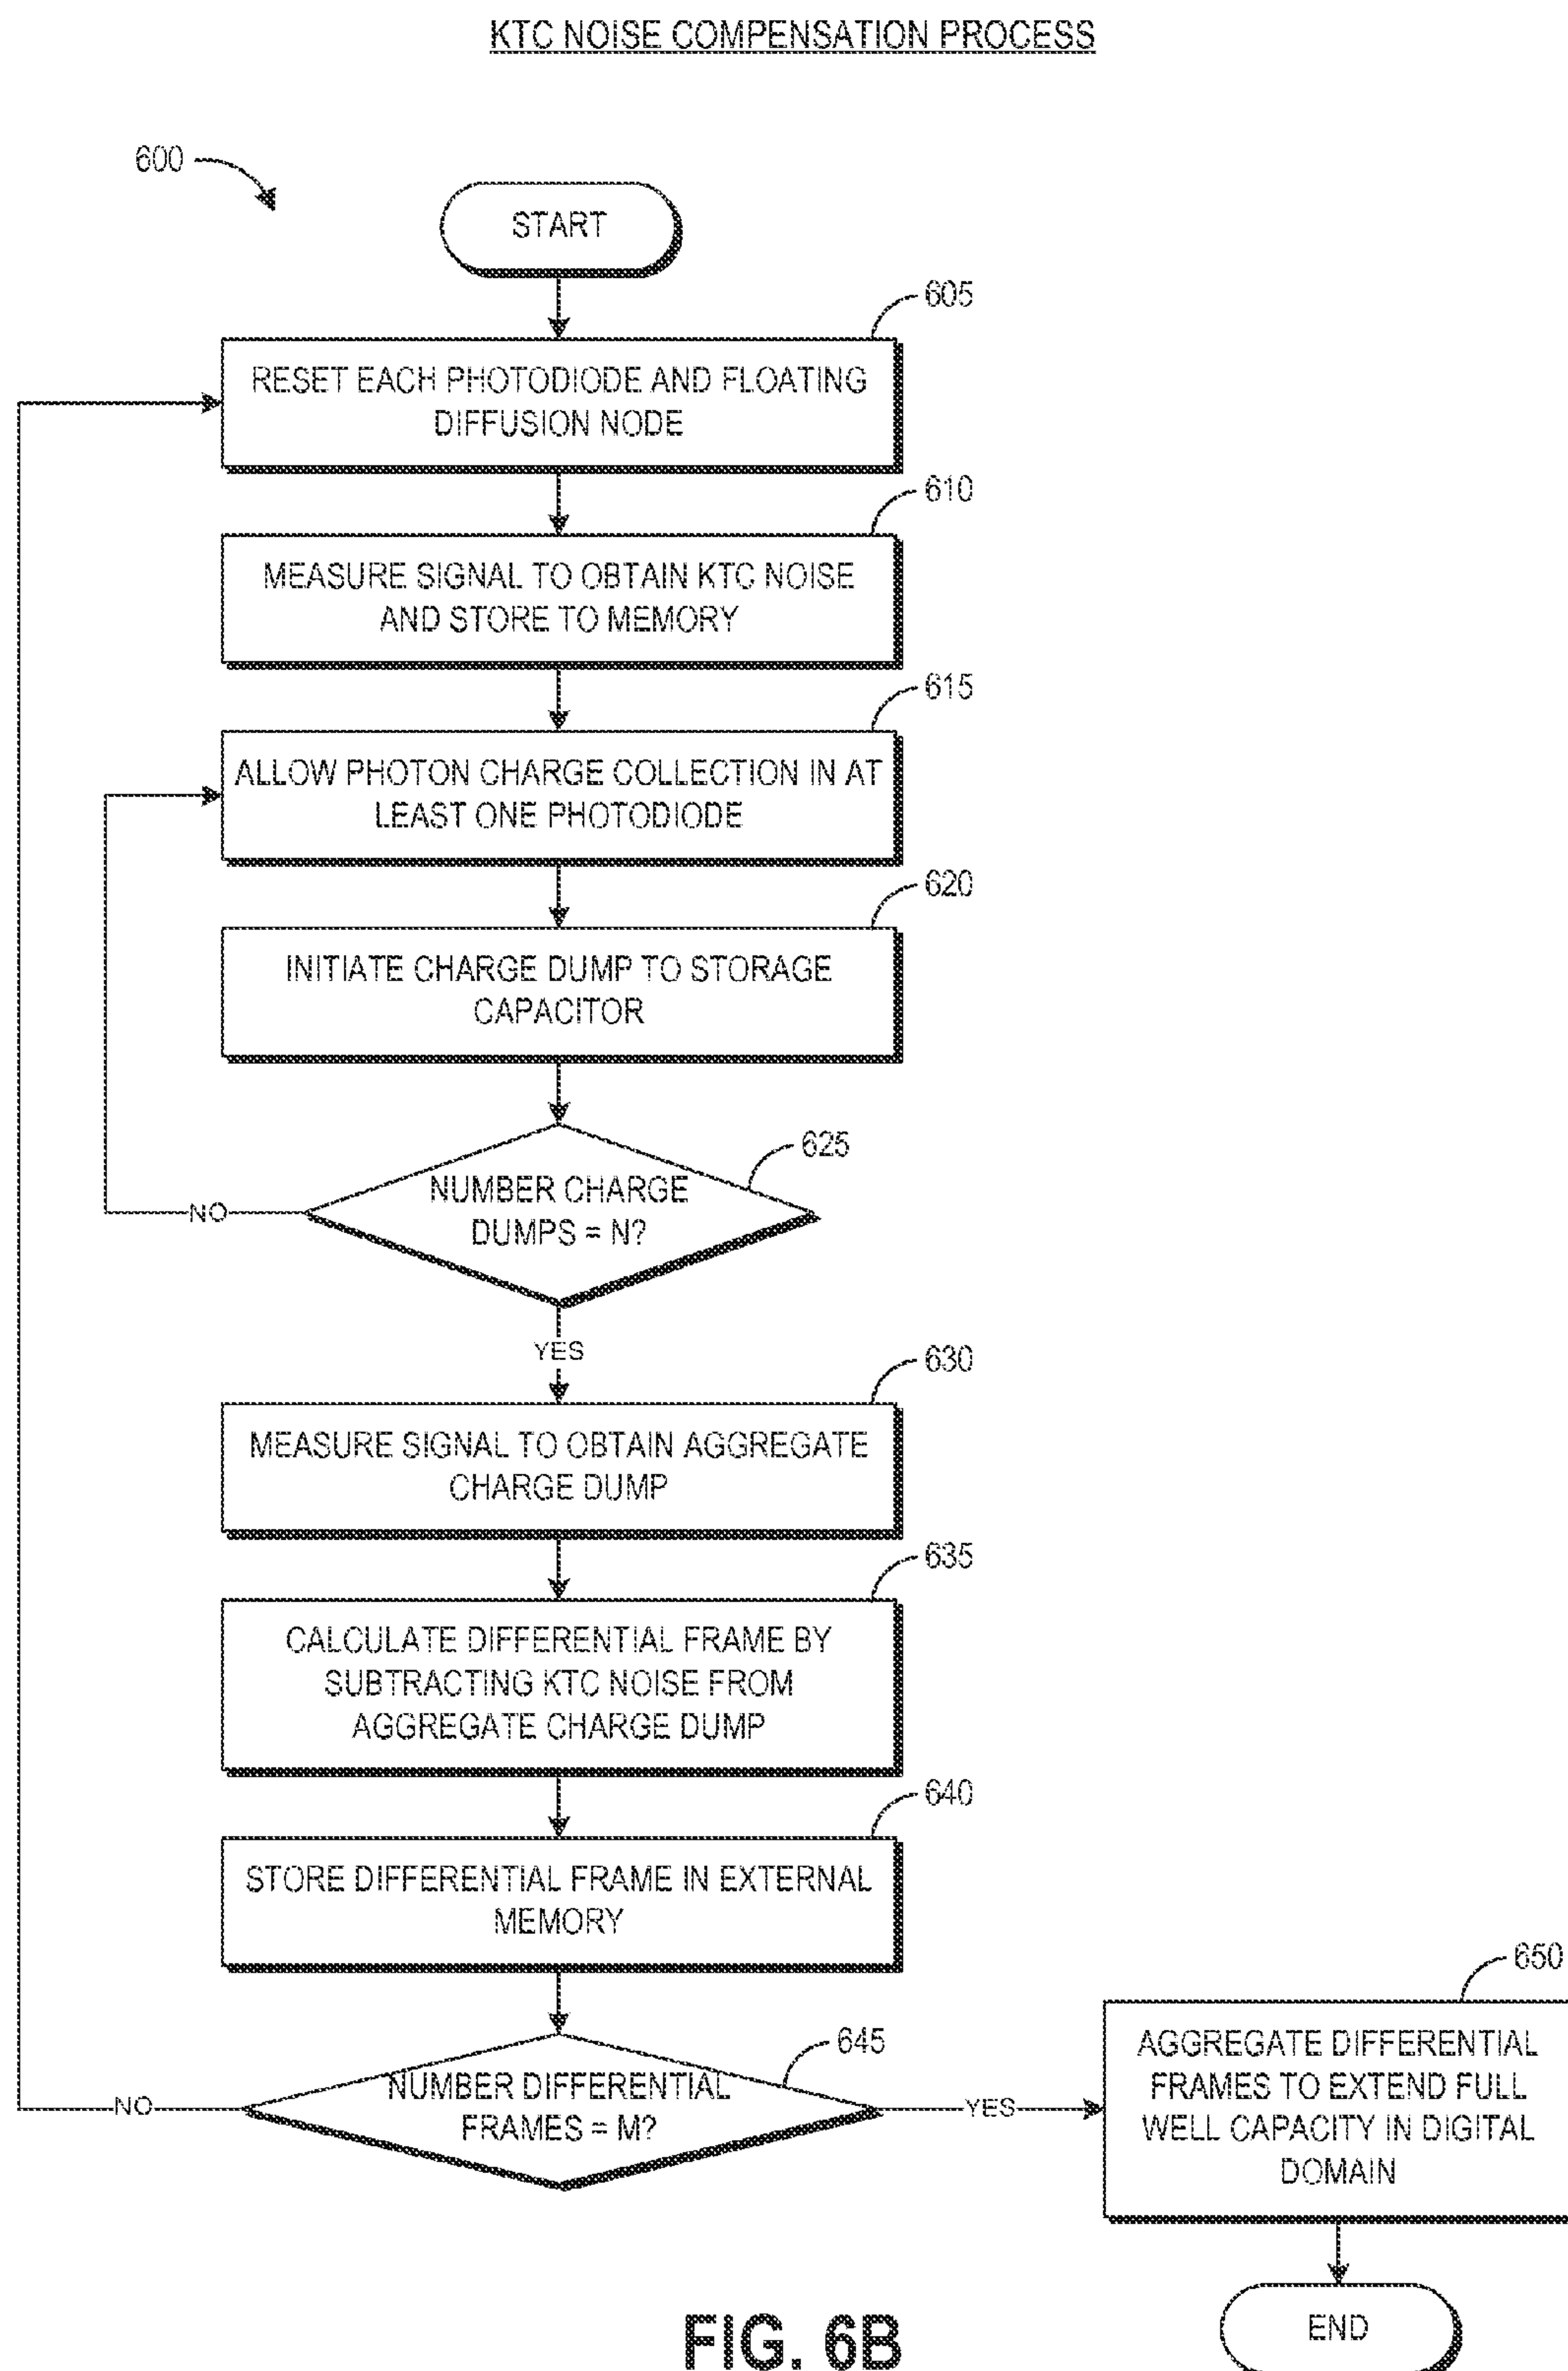 KTC NOISE COMPENSATION PROCESS
600
START
605
RESET EACH PHOTODIODE AND FLOATING
DIFFUSION NODE
610
MEASURE SIGNAL TO OBTAIN KTC NOISE
AND STORE TO MEMORY
615
ALLOW PHOTON CHARGE COLLECTION IN AT
LEAST ONE PHOTODIODE
620
INITIATE CHARGE DUMP TO STORAGE
CAPACITOR
625
NUMBER CHARGE
DUMPS = N?
NO
YES
630
MEASURE SIGNAL TO OBTAIN AGGREGATE
CHARGE DUMP
635
CALCULATE DIFFERENTIAL FRAME BY
SUBTRACTING KTC NOISE FROM
AGGREGATE CHARGE DUMP
640
STORE DIFFERENTIAL FRAME IN EXTERNAL
MEMORY
645
NUMBER DIFFERENTIAL
FRAMES = M?
NO
YES
650
AGGREGATE DIFFERENTIAL
FRAMES TO EXTEND FULL
WELL CAPACITY IN DIGITAL
DOMAIN
END
FIG. 6B